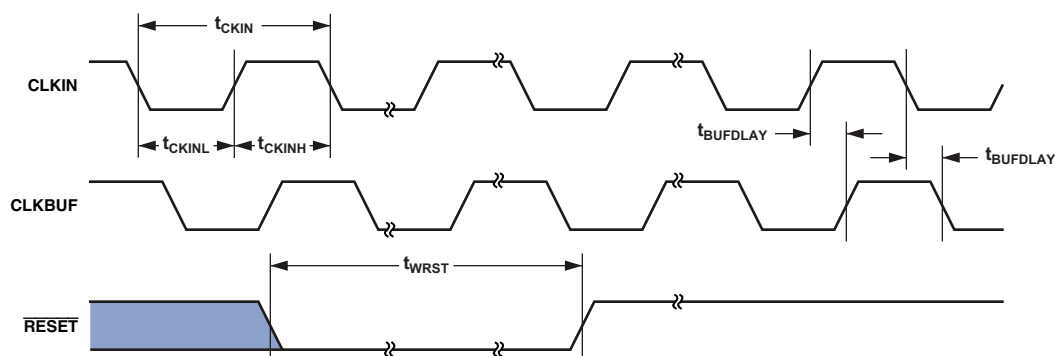 tCKIN
CLKIN
tCKINL
tCKINH
tBUFDLAY
tBUFDLAY
CLKBUF
tWRST
RESET